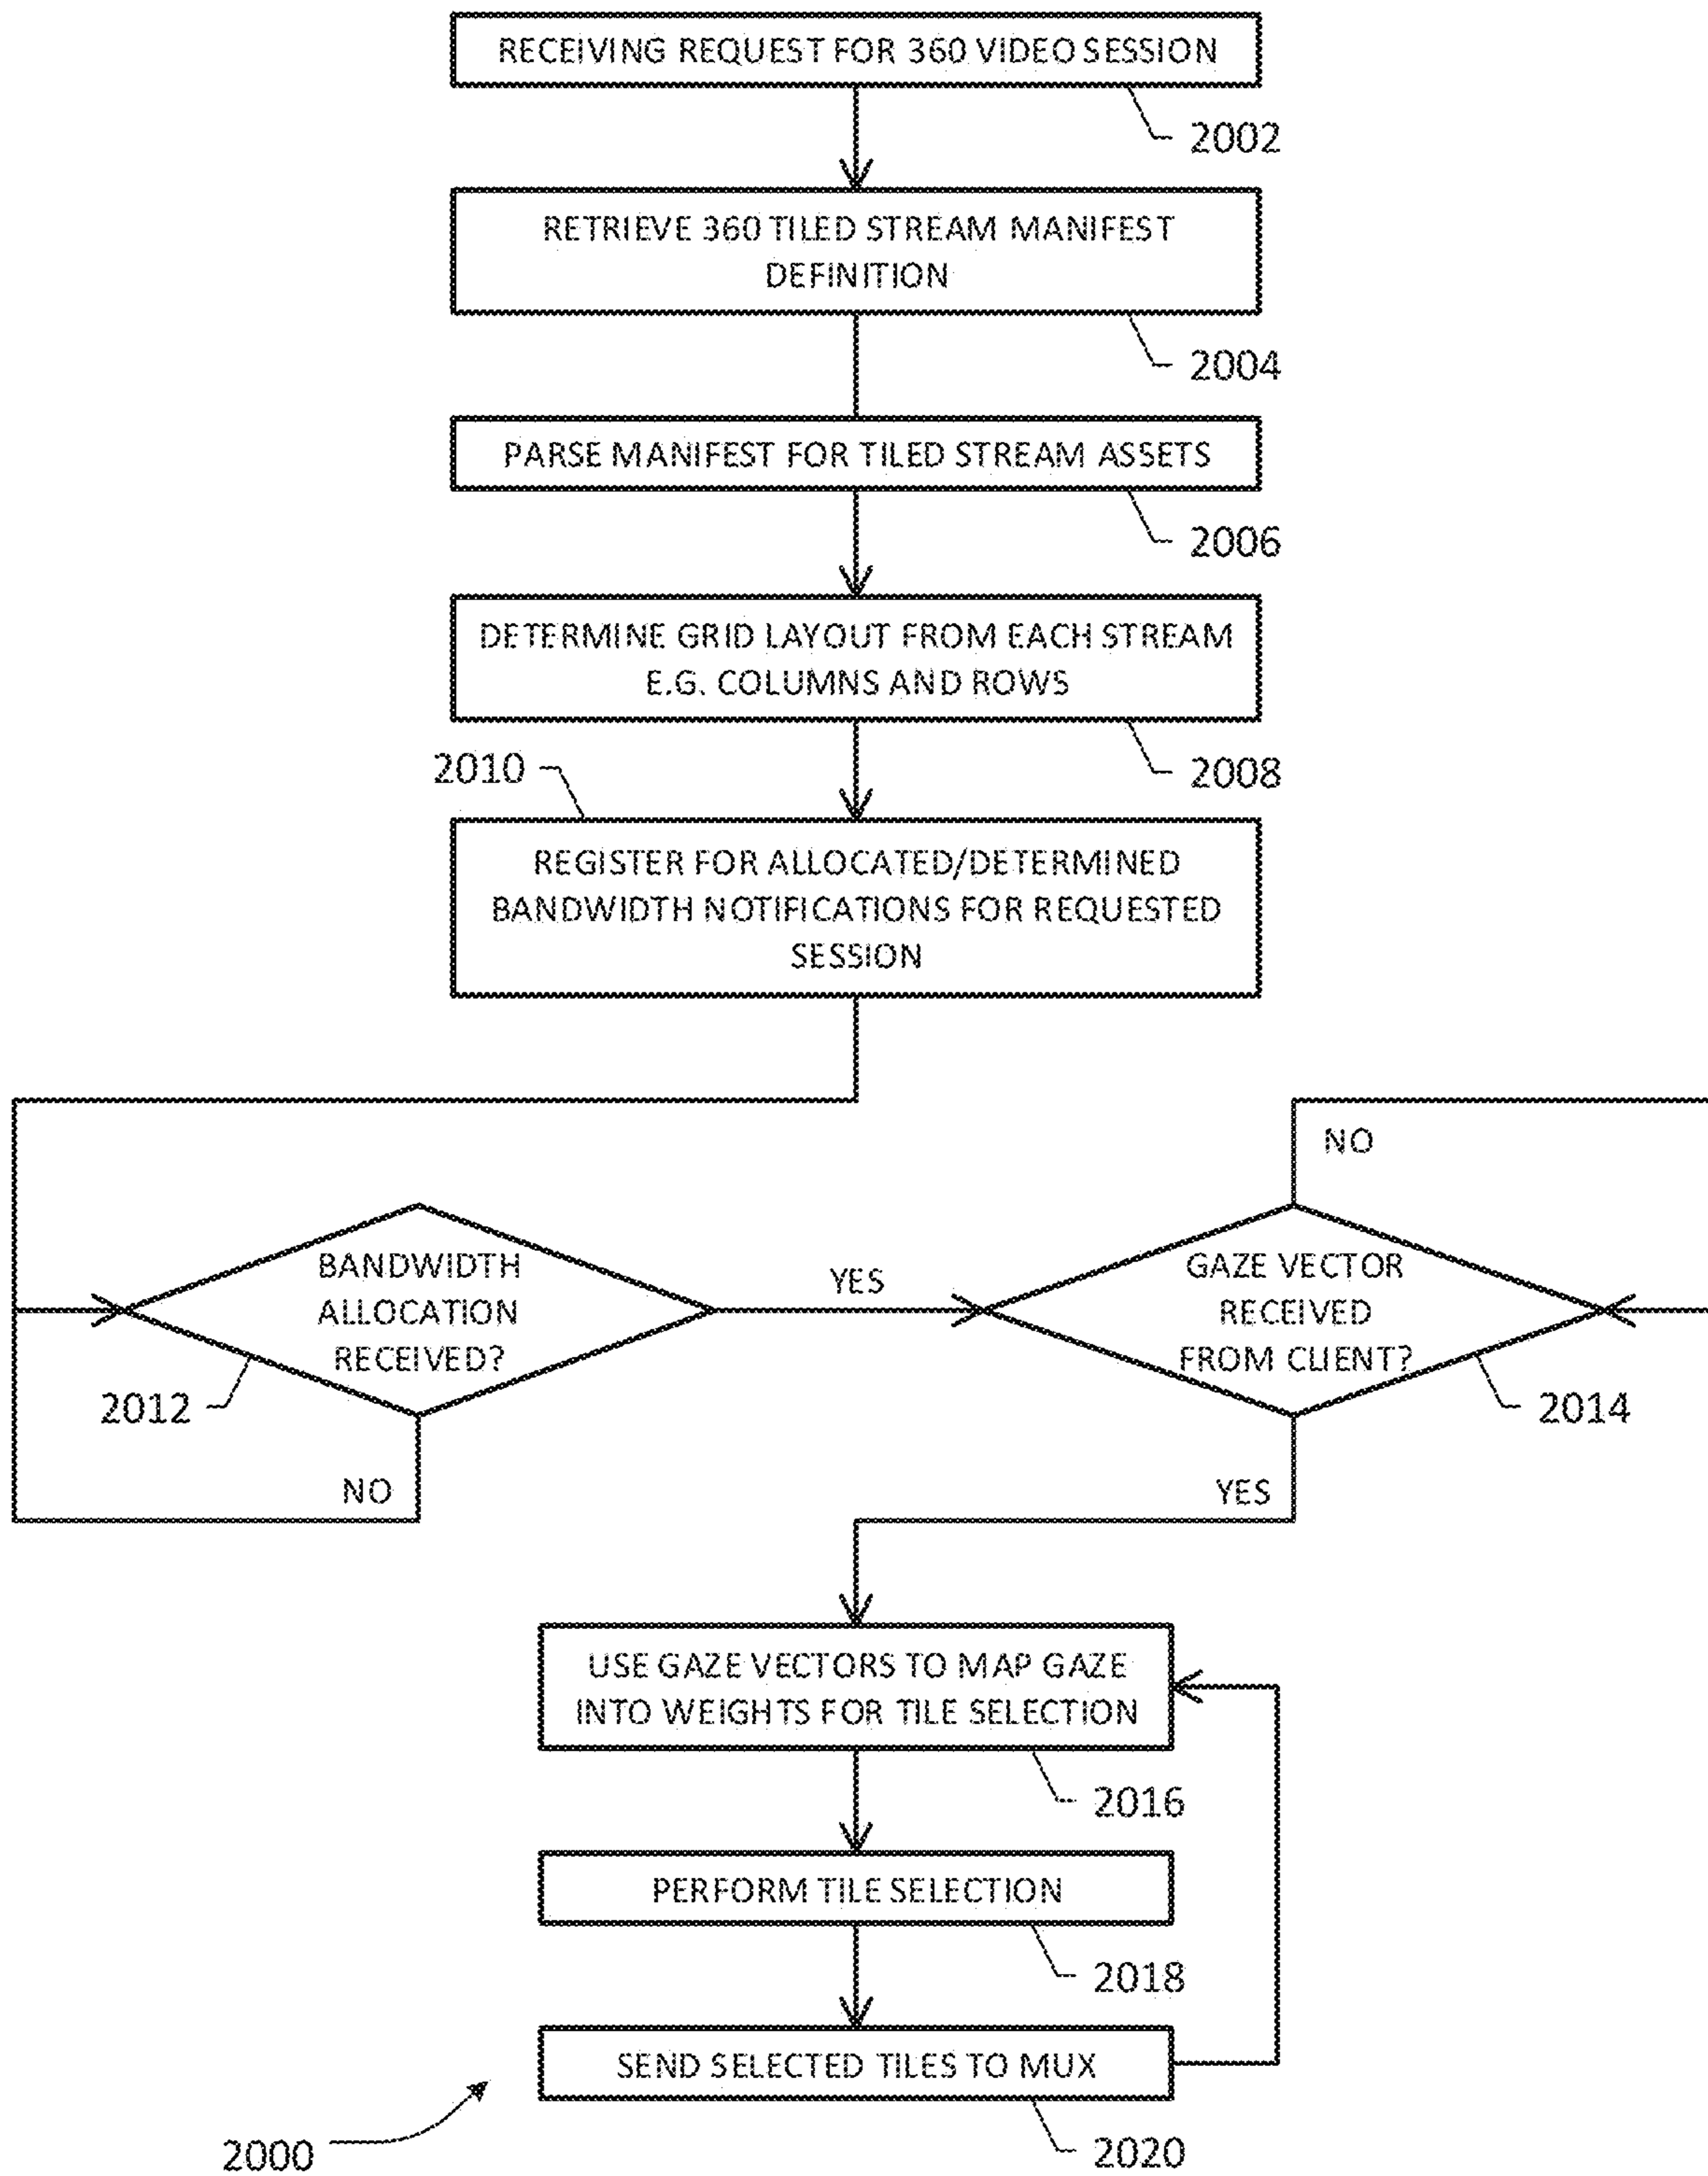 RECEIVING REQUEST FOR 360 VIDEO SESSION
2002
RETRIEVE 360 TILED STREAM MANIFEST
DEFINITION
2004
PARSE MANIFEST FOR TILED STREAM ASSETS
2006
DETERMINE GRID LAYOUT FROM EACH STREAM
E.G. COLUMNS AND ROWS
2008
2010
REGISTER FOR ALLOCATED/DETERMINED
BANDWIDTH NOTIFICATIONS FOR REQUESTED
SESSION
BANDWIDTH
ALLOCATION
RECEIVED?
2012
NO
YES
NO
GAZE VECTOR
RECEIVED
FROM CLIENT?
2014
YES
USE GAZE VECTORS TO MAP GAZE
INTO WEIGHTS FOR TILE SELECTION
2016
PERFORM TILE SELECTION
2018
SEND SELECTED TILES TO MUX
2020
2000